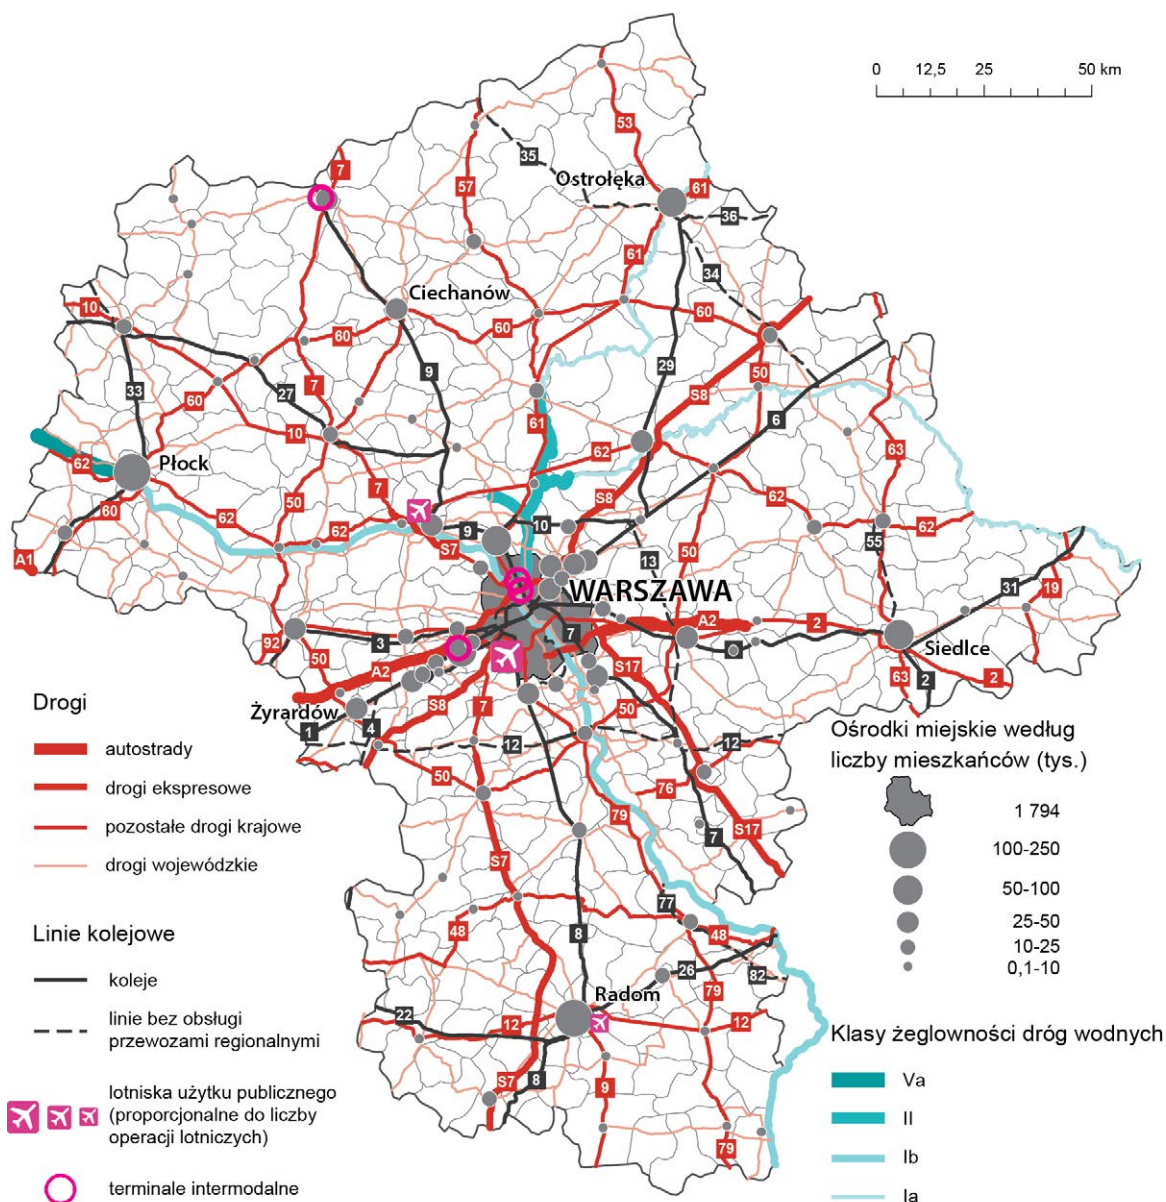 0 12,5 25 50 km
53
35
7
57
Ostrołęka
61
36
61
34
10
Ciechanów
60
60
60
9
29
50
33
7
S8
60
27
6
61
10
63
62
Płock
62
7
S8
62
60
50
62
62
9
10
62
S7
55
A1
13
50
31
19
WARSZAWA
92
3
7
A2
2
50
A2
S17
Siedlce
S8
63
2
2
7
50
Żyrardów
1
4
12
12
50
76
79
S17
7
S7
77
48
8
48
26
82
Radom
79
22
12
12
S7
8
9
79
Drogi
autostrady
drogi ekspresowe
pozostałe drogi krajowe
drogi wojewódzkie
Linie kolejowe
koleje
linie bez obsługi
przewozami regionalnymi
lotniska użytku publicznego
(proporcjonalne do liczby
operacji lotniczych)
terminale intermodalne
Ośrodki miejskie według
liczby mieszkańców (tys.)
1 794
100-250
50-100
25-50
10-25
0,1-10
Klasy żeglowności dróg wodnych
Va
II
Ib
Ia